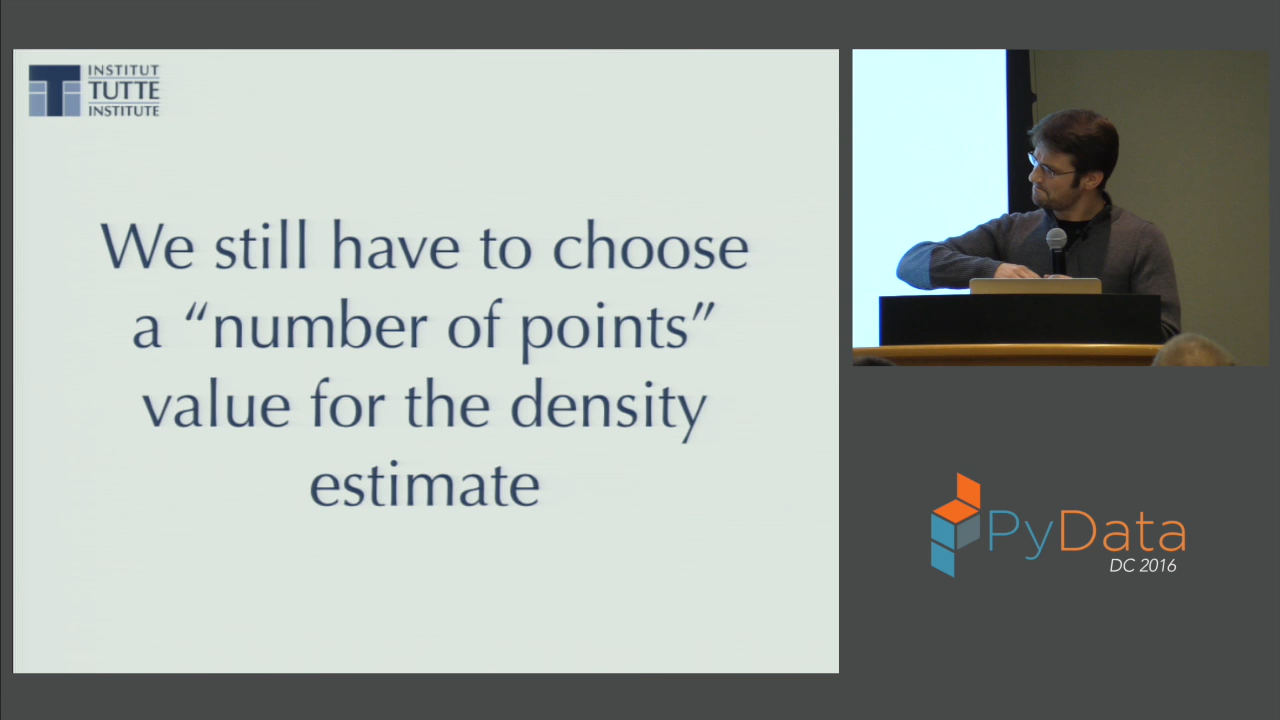 INSTITUT
TUTTE
INSTITUTE
We still have to choose
a “number of points”
value for the density
estimate
PyData
DC 2016